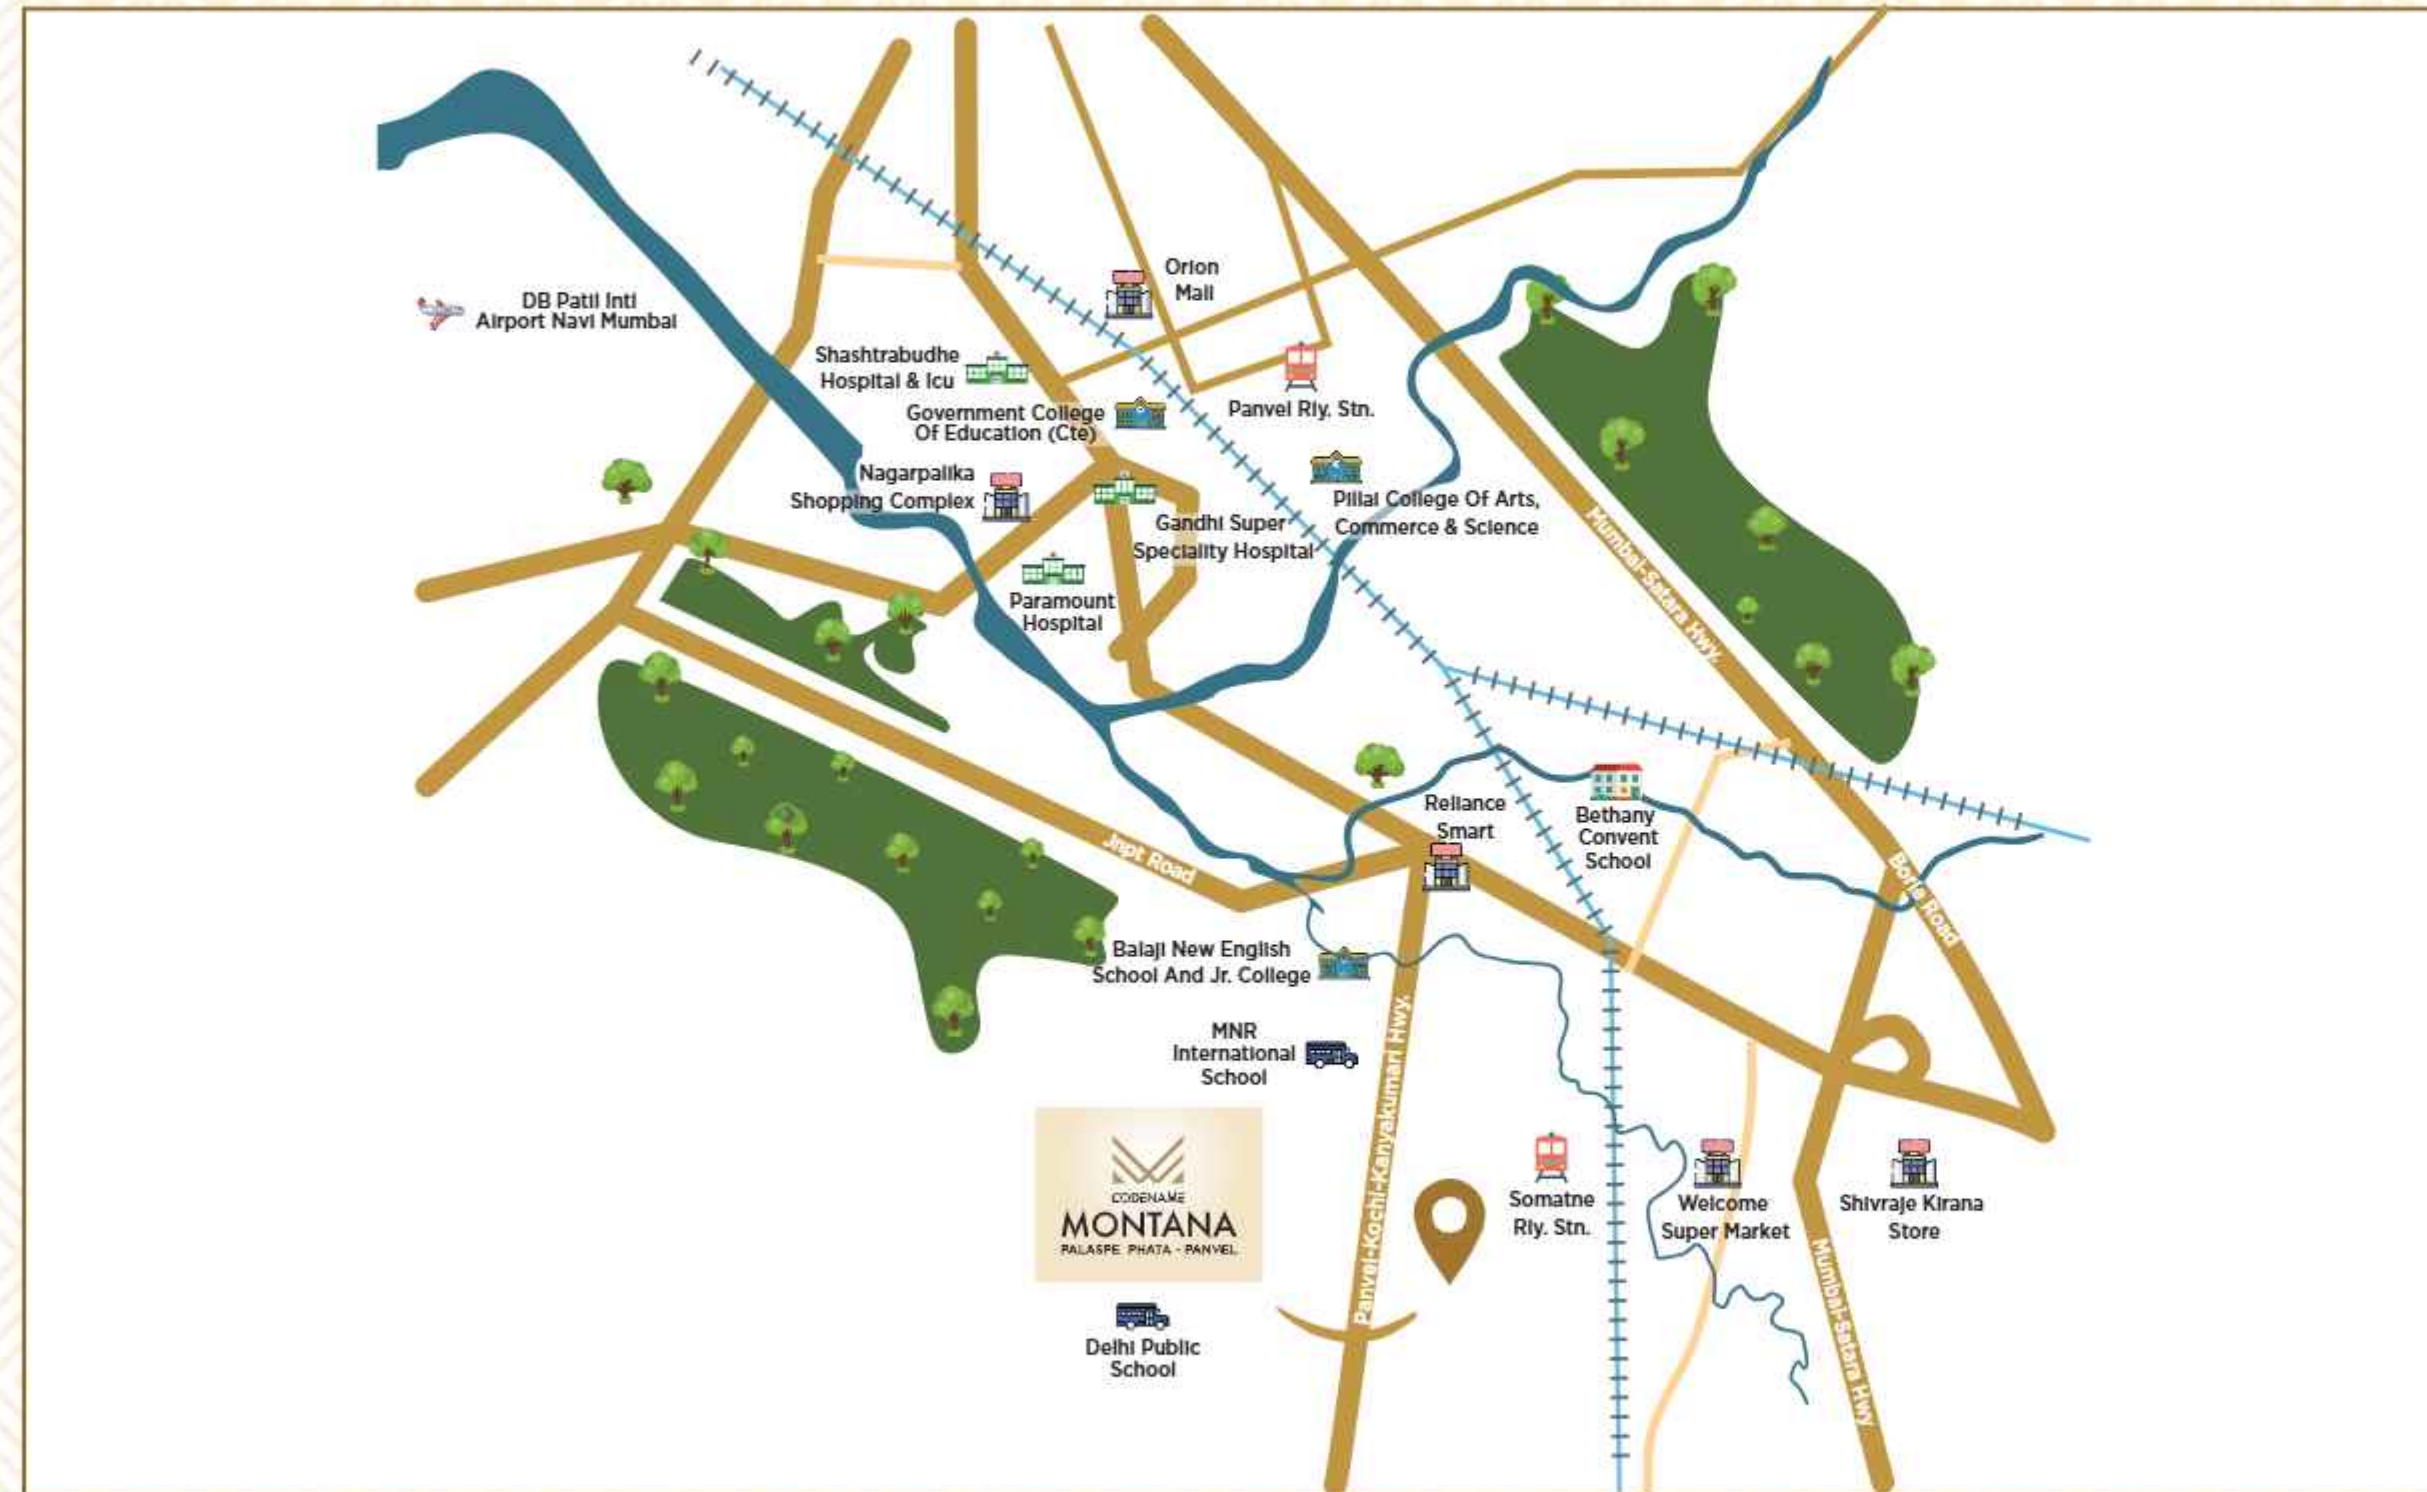 Orion
Mall
DB Patil Intl
Airport Navi Mumbai
Shashtrabudhe
Hospital & Icu
Government College
Of Education (Cte)
Panvel Rly. Stn.
Nagarpalika
Shopping Complex
Pillai College Of Arts,
Commerce & Science
Gandhi Super
Speciality Hospital
Mumbai-Satara Hwy.
Paramount
Hospital
Reliance
Smart
Bethany
Convent
School
Jnpt Road
Borle Road
Balaji New English
School And Jr. College
MNR
International
School
Panvel-Kochi-Kanyakumari Hwy.
CODENAME
MONTANA
PALASPE PHATA - PANVEL
Somatne
Rly. Stn.
Welcome
Super Market
Shivraje Kirana
Store
Mumbai-Satara Hwy
Delhi Public
School